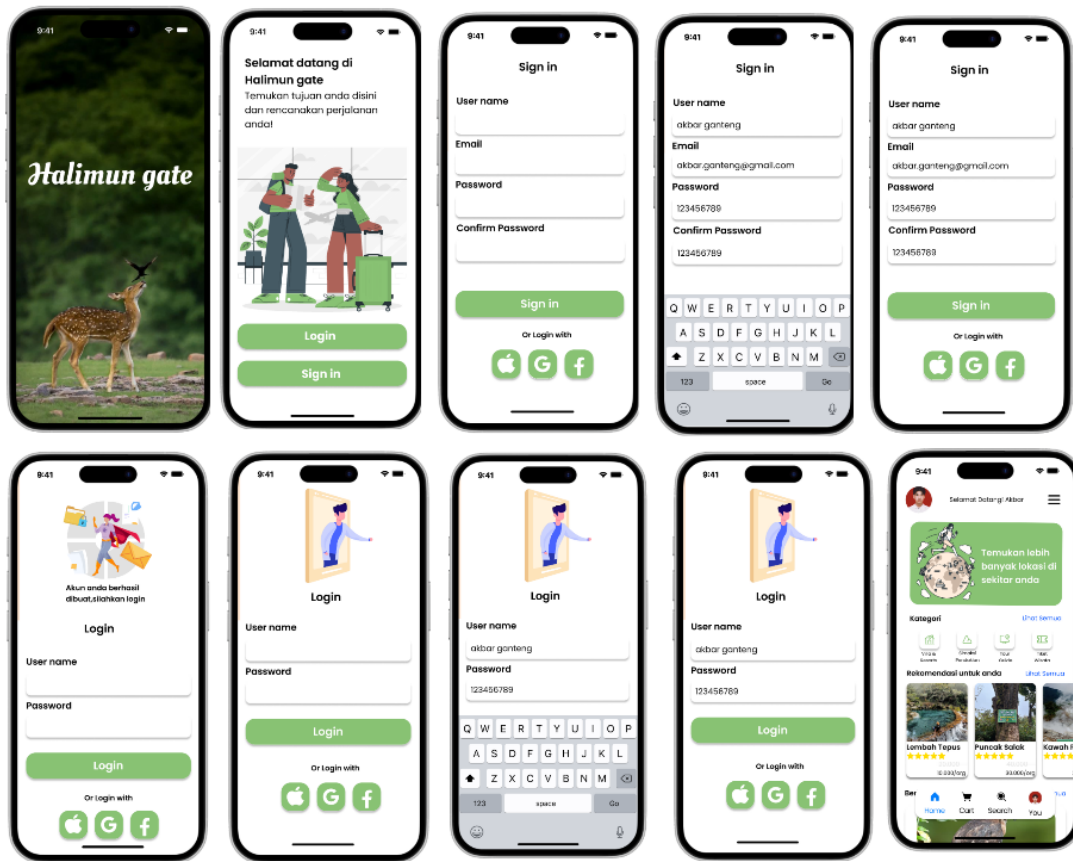 9:41
Halimun gate
9:41
Selamat datang di
Halimun gate
Temukan tujuan anda disini
dan rencanakan perjalanan
anda!
Login
Sign in
9:41
Sign in
User name
Email
Password
Confirm Password
Sign in
Or Login with
9:41
Sign in
User name
akbar ganteng
Email
akbar.ganteng@gmail.com
Password
123456789
Confirm Password
123456789
Q W E R T Y U I O P
A S D F G H J K L
Z X C V B N M
123 space Go
9:41
Sign in
User name
akbar ganteng
Email
akbar.ganteng@gmail.com
Password
123456789
Confirm Password
123456789
Sign in
Or Login with
9:41
Akun anda berhasil
dibuat,silahkan login
Login
User name
Password
Login
Or Login with
9:41
Login
User name
Password
Login
Or Login with
9:41
Login
User name
akbar ganteng
Password
123456789
Q W E R T Y U I O P
A S D F G H J K L
Z X C V B N M
123 space Go
9:41
Login
User name
akbar ganteng
Password
123456789
Login
Or Login with
9:41
Selamat Datang! Akbar
Temukan lebih
banyak lokasi di
sekitar anda
Kategori Lihat Semua
Rekomendasi untuk anda Lihat Semua
Lembah Tepus Puncak Salak Kawah
10.000/org 30.000/org
Home Cart Search You